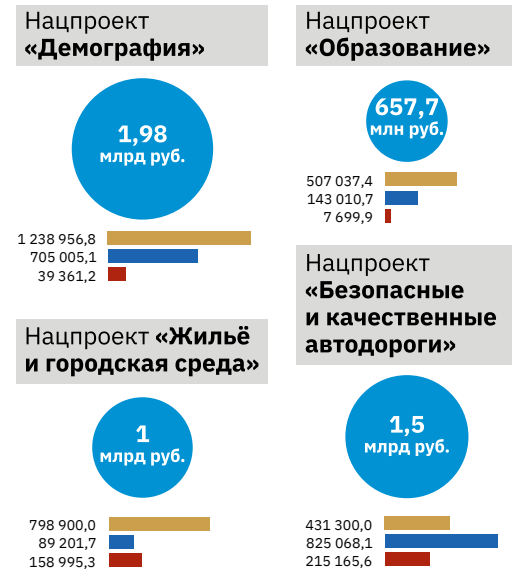 Нацпроект
«Демография»
1,98
млрд руб.
1 238 956,8
705 005,1
39 361,2
Нацпроект
«Образование»
657,7
млн руб.
507 037,4
143 010,7
7 699,9
Нацпроект «Жильё
и городская среда»
1
млрд руб.
798 900,0
89 201,7
158 995,3
Нацпроект
«Безопасные
и качественные
автодороги»
1,5
млрд руб.
431 300,0
825 068,1
215 165,6